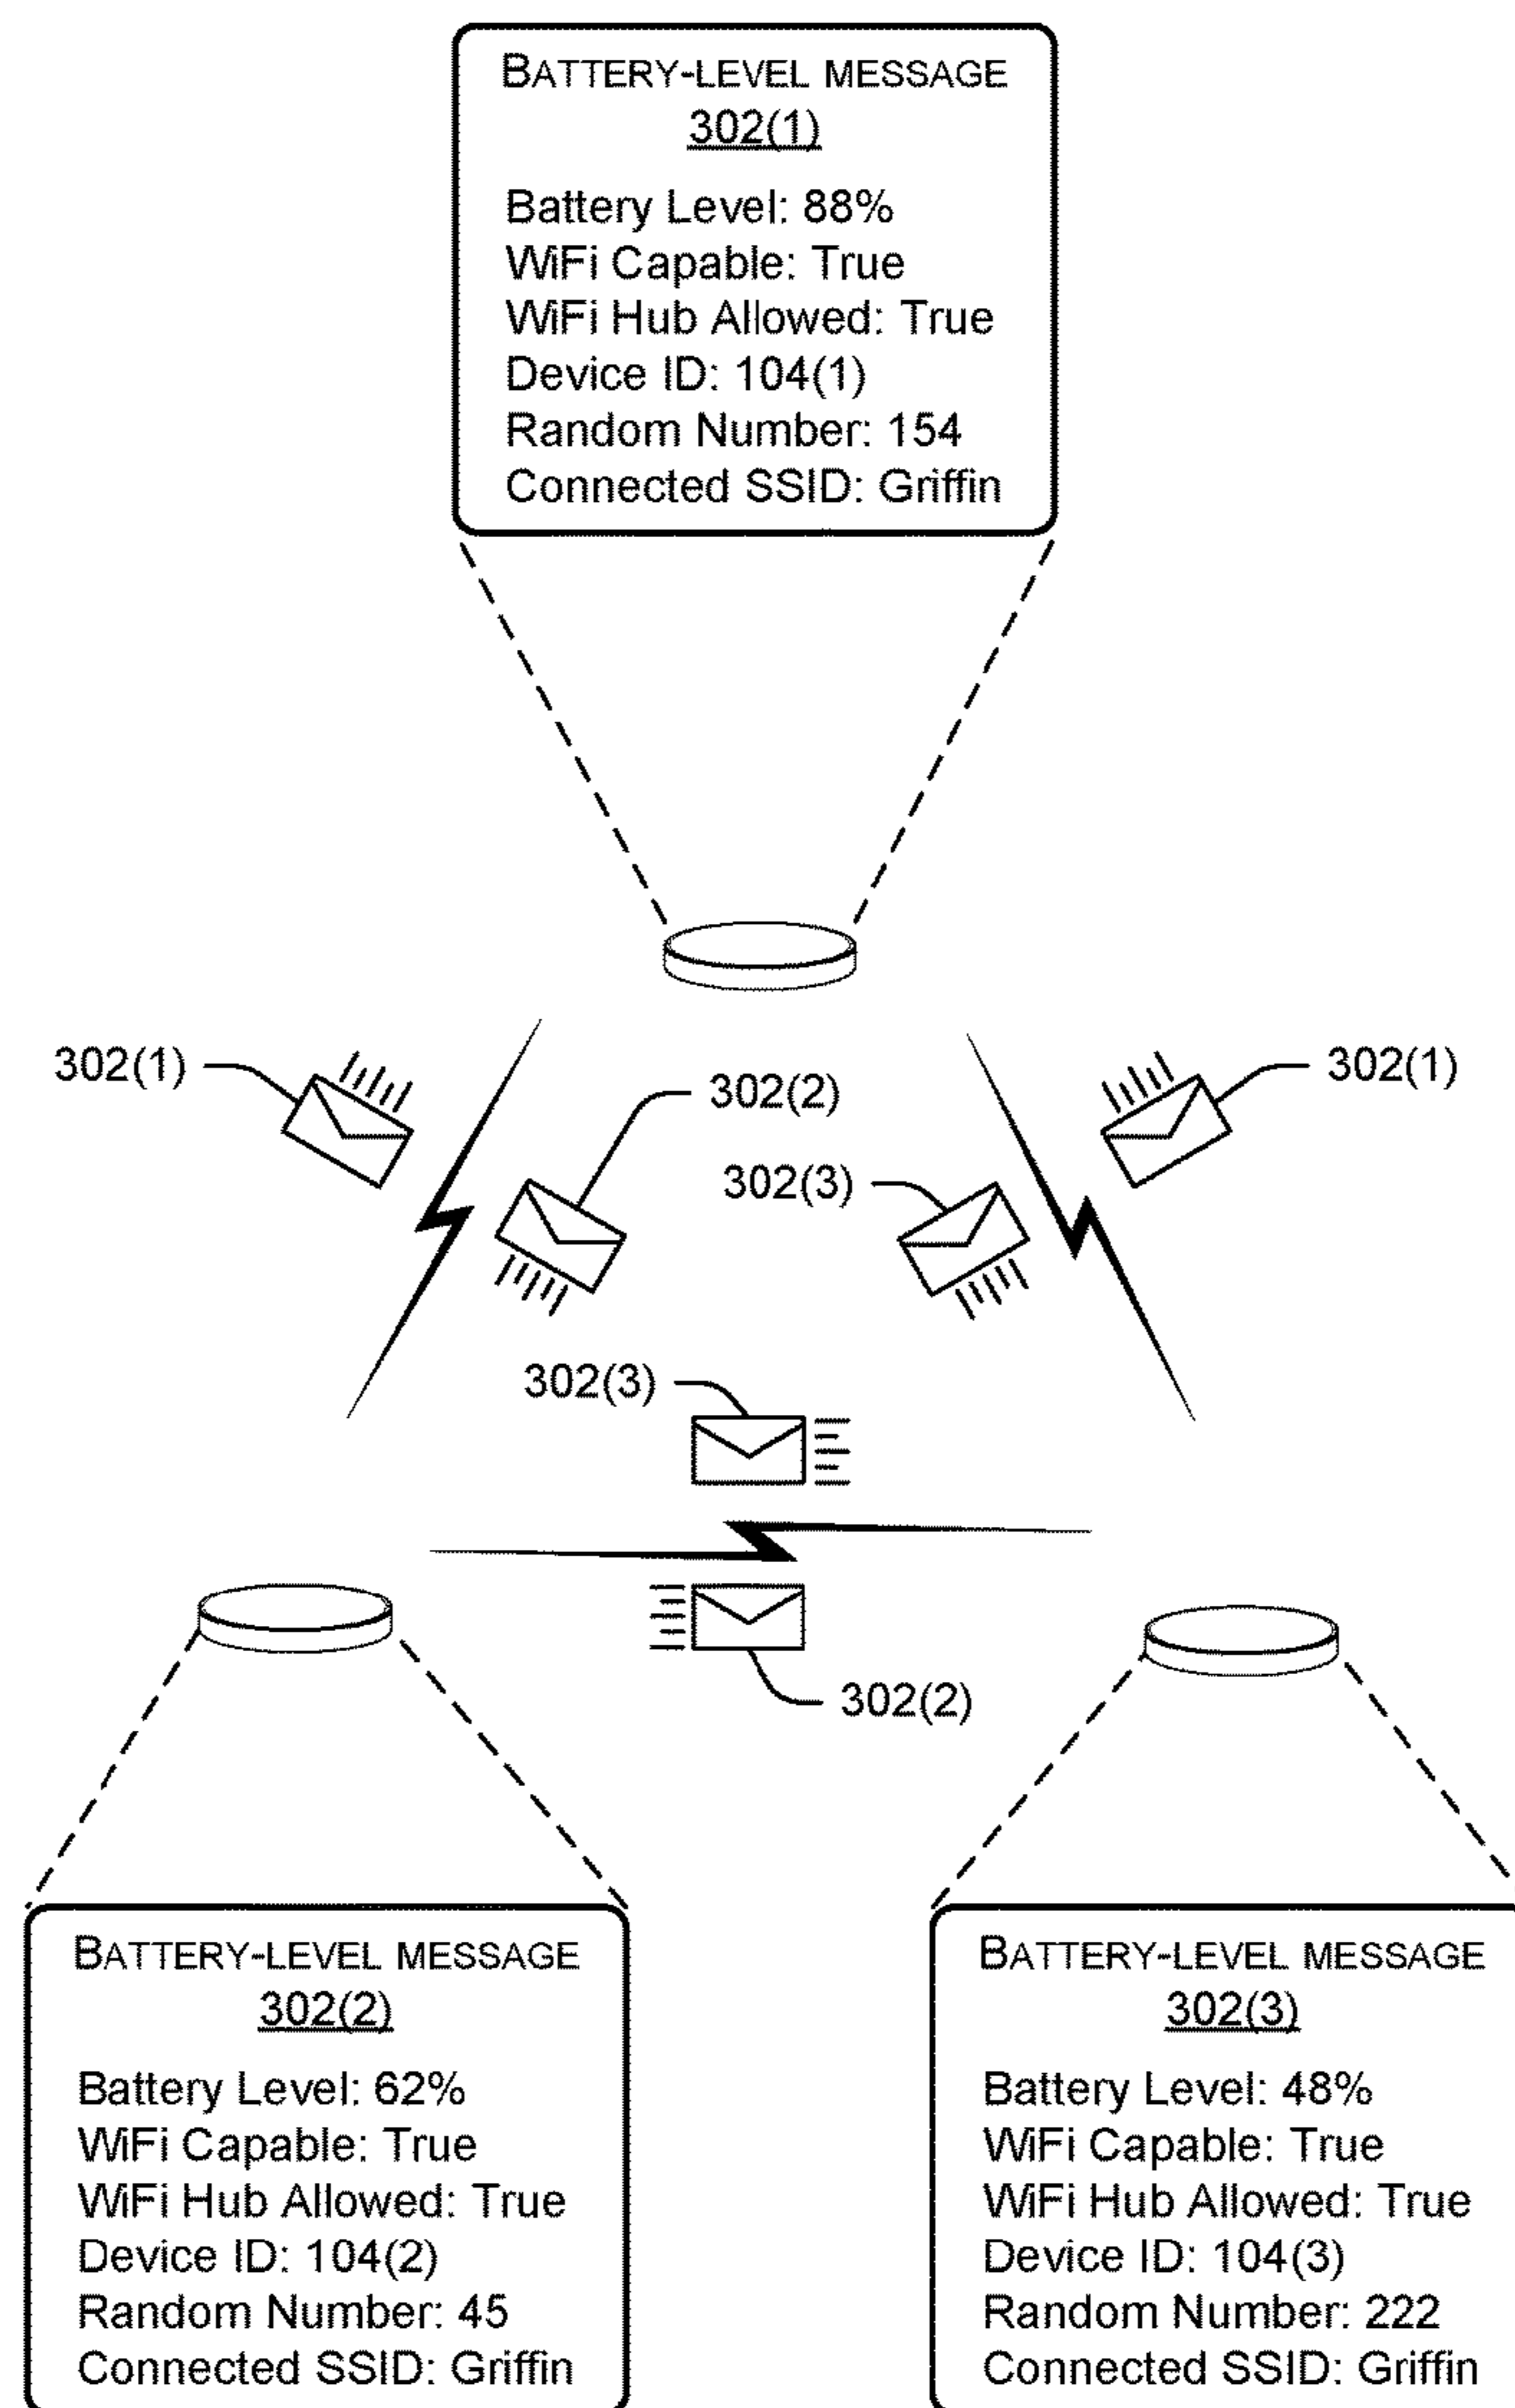 BATTERY-LEVEL MESSAGE
302(1)
Battery Level: 88%
WiFi Capable: True
WiFi Hub Allowed: True
Device ID: 104(1)
Random Number: 154
Connected SSID: Griffin
302(1)
302(1)
302(2)
302(3)
302(3)
302(2)
BATTERY-LEVEL MESSAGE
302(2)
Battery Level: 62%
WiFi Capable: True
WiFi Hub Allowed: True
Device ID: 104(2)
Random Number: 45
Connected SSID: Griffin
BATTERY-LEVEL MESSAGE
302(3)
Battery Level: 48%
WiFi Capable: True
WiFi Hub Allowed: True
Device ID: 104(3)
Random Number: 222
Connected SSID: Griffin